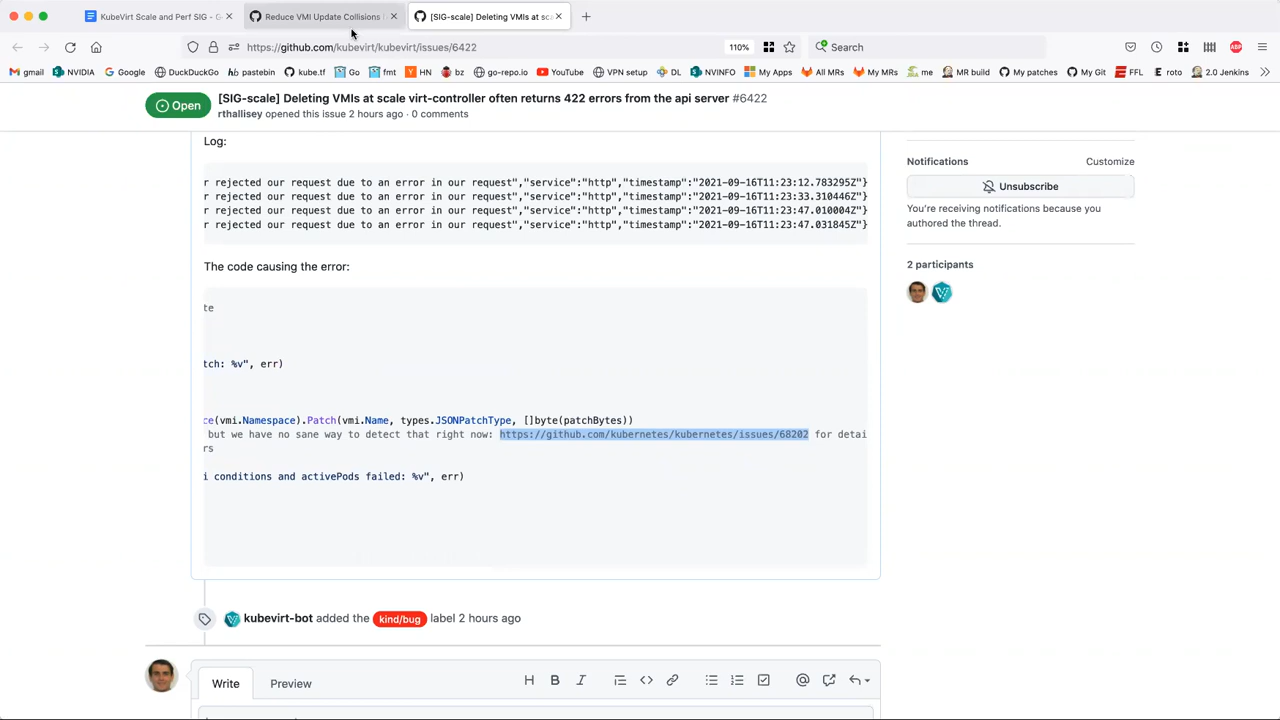 KubeVirt Scale and Perf SIG - G
Reduce VMI Update Collisions
[SIG-scale] Deleting VMIs at sc
https://github.com/kubevirt/kubevirt/issues/6422
110%
Search
gmail
NVIDIA
Google
DuckDuckGo
pastebin
kube.tf
Go
fmt
HN
bz
go-repo.io
YouTube
VPN setup
DL
NVINFO
My Apps
All MRs
My MRs
me
MR build
My patches
My Git
FFL
roto
2.0 Jenkins
Open
[SIG-scale] Deleting VMIs at scale virt-controller often returns 422 errors from the api server #6422
rthallisey opened this issue 2 hours ago · 0 comments
Log:
r rejected our request due to an error in our request","service":"http","timestamp":"2021-09-16T11:23:12.783295Z"}
r rejected our request due to an error in our request","service":"http","timestamp":"2021-09-16T11:23:33.310446Z"}
r rejected our request due to an error in our request","service":"http","timestamp":"2021-09-16T11:23:47.010004Z"}
r rejected our request due to an error in our request","service":"http","timestamp":"2021-09-16T11:23:47.031845Z"}
The code causing the error:
te
tch: %v", err)
ce(vmi.Namespace).Patch(vmi.Name, types.JSONPatchType, []byte(patchBytes))
but we have no sane way to detect that right now: https://github.com/kubernetes/kubernetes/issues/68202 for detai
rs
i conditions and activePods failed: %v", err)
Notifications
Customize
Unsubscribe
You're receiving notifications because you
authored the thread.
2 participants
kubevirt-bot added the kind/bug label 2 hours ago
Write
Preview